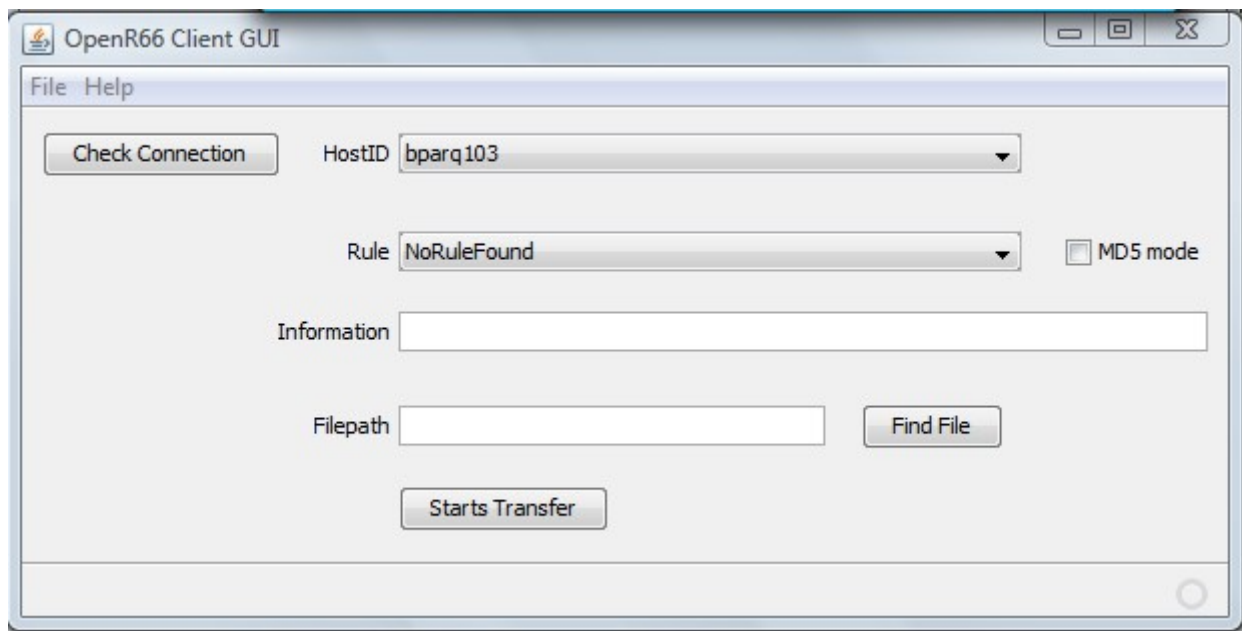 OpenR66 Client GUI
File Help
Check Connection HostID bparq103
Rule NoRuleFound MD5 mode
Information
Filepath Find File
Starts Transfer